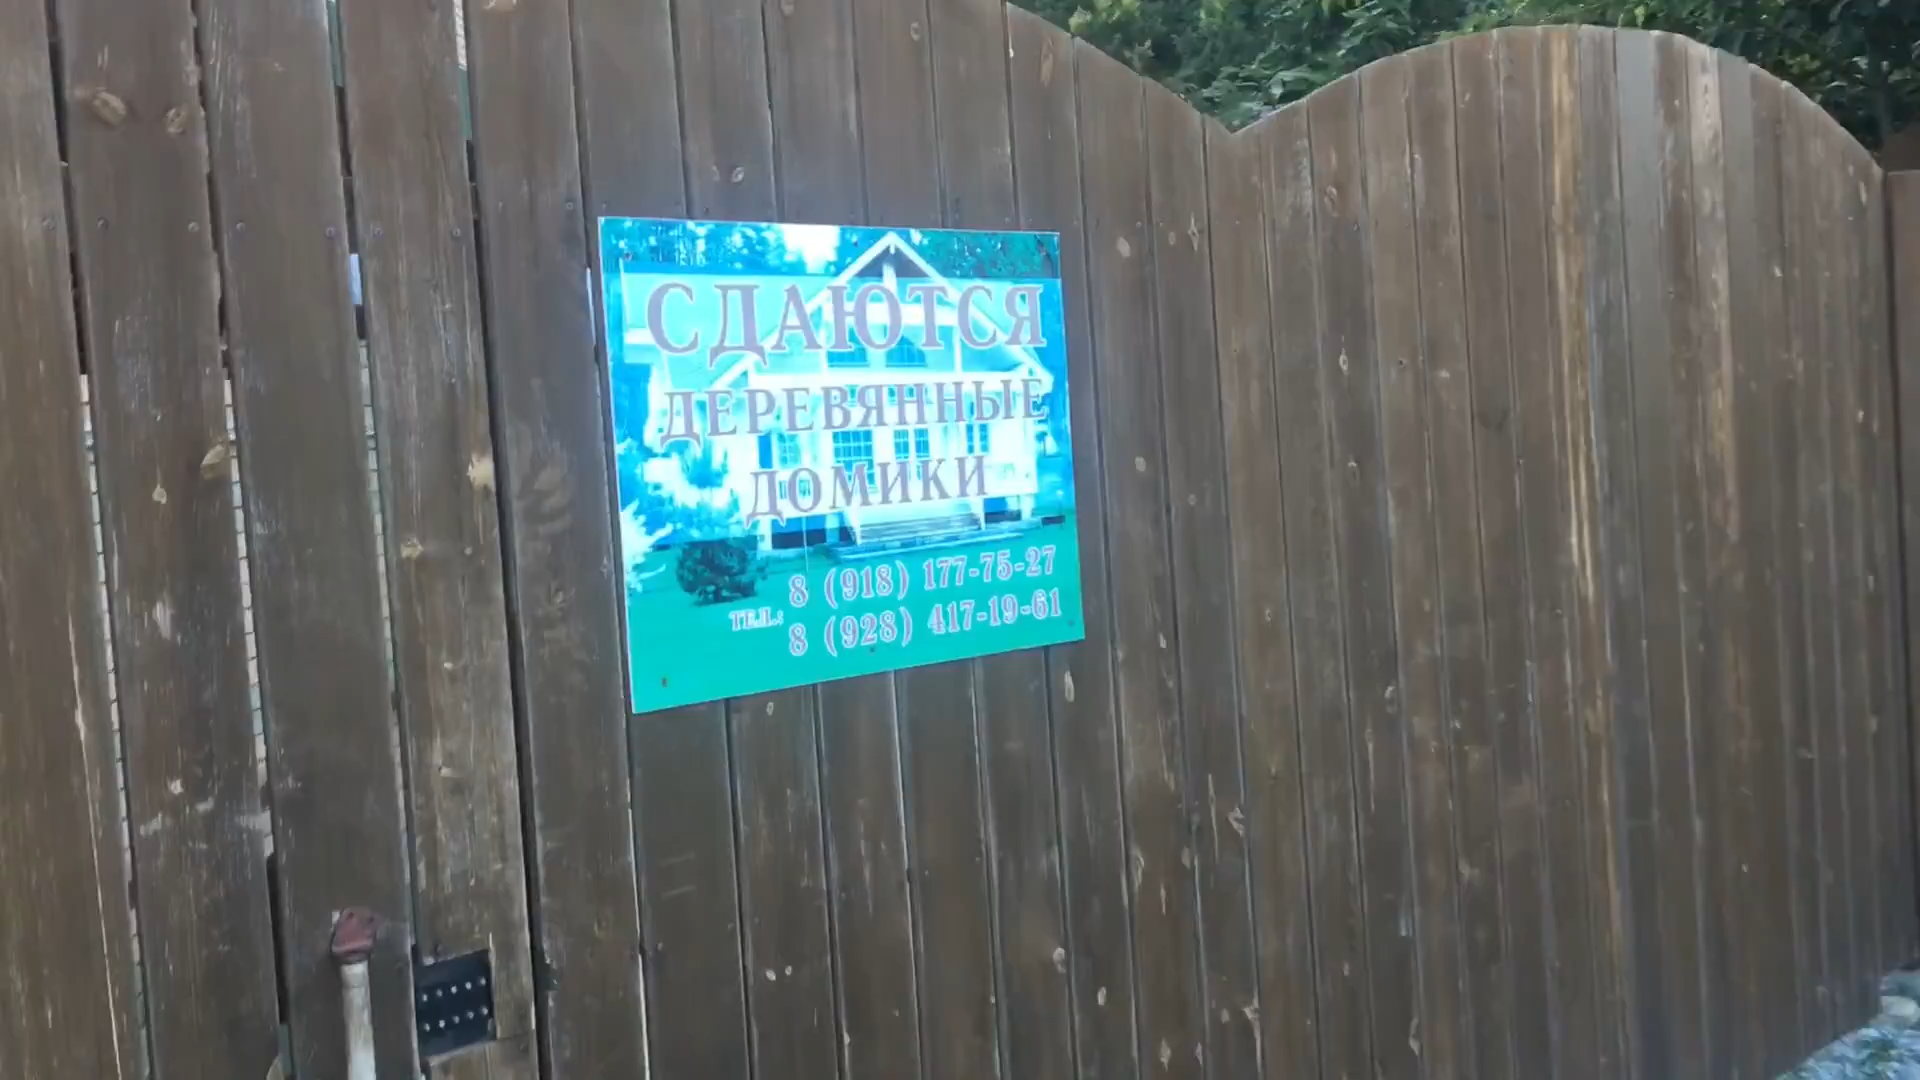 СДАЮТСЯ
ДЕРЕВЯННЫЕ
ДОМИКИ
8 (918) 177-75-27
ТЕЛ.:
8 (928) 417-19-61